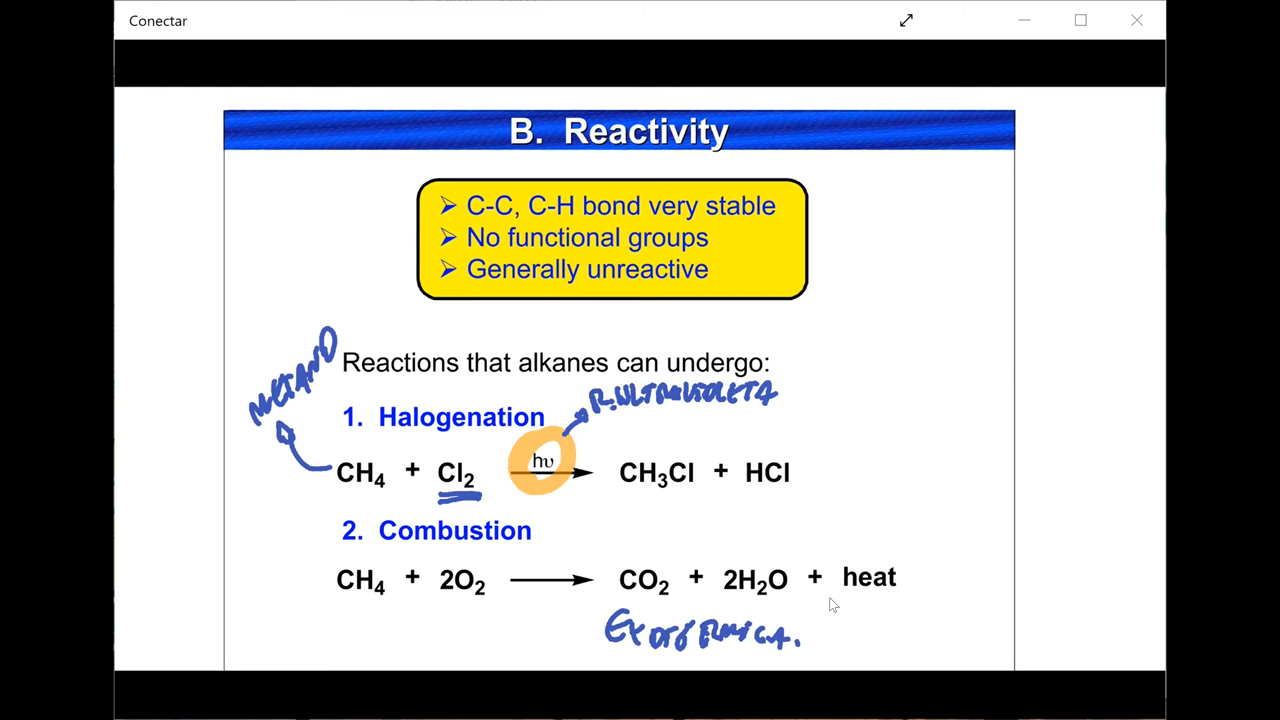 Conectar
B. Reactivity
➢ C-C, C-H bond very stable
➢ No functional groups
➢ Generally unreactive
Reactions that alkanes can undergo:
METANO
R. ULTRAVIOLETA
1. Halogenation
CH₄ + Cl₂ hυ CH₃Cl + HCl
2. Combustion
CH₄ + 2O₂ ⟶ CO₂ + 2H₂O + heat